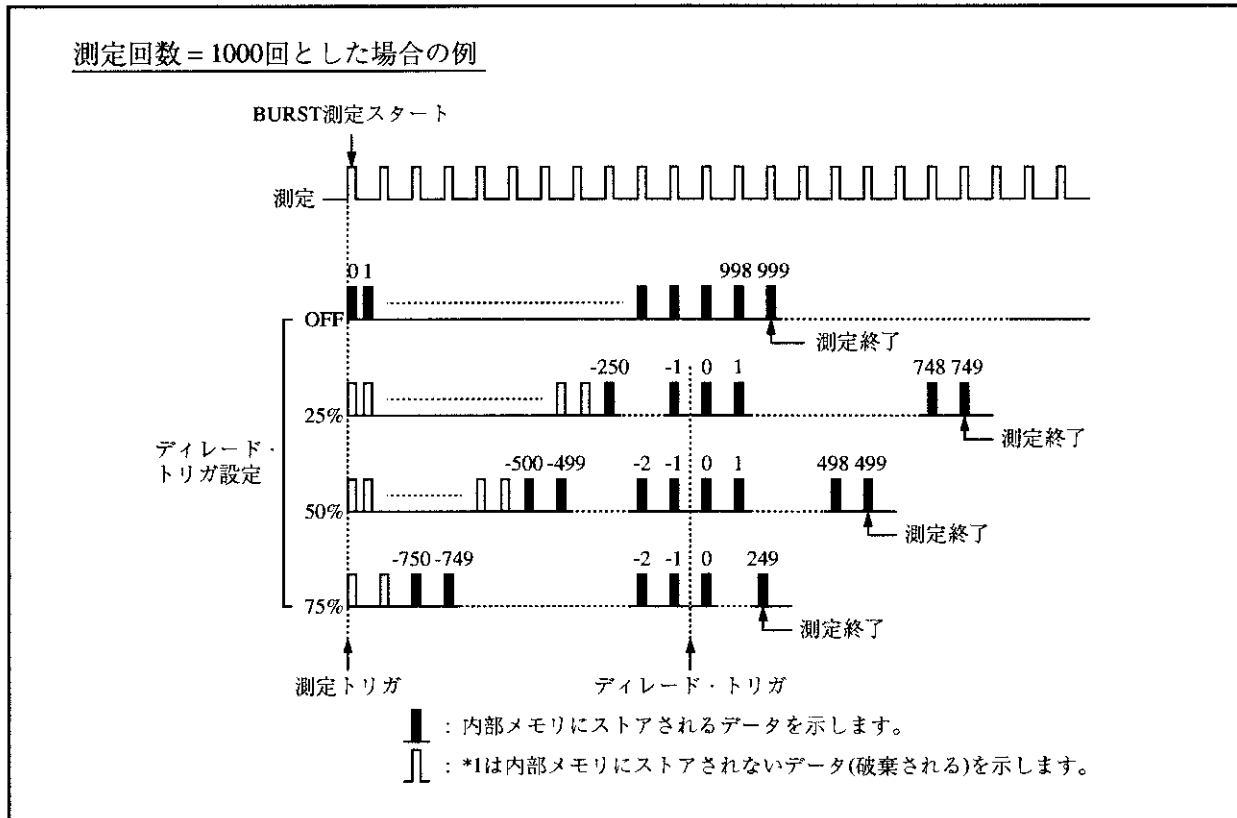 測定回数 = 1000回とした場合の例
BURST測定スタート
測定
0 1 998 999
OFF
測定終了
-250 -1 0 1 748 749
25%
測定終了
ディレード・
トリガ設定
-500 -499 -2 -1 0 1 498 499
50%
測定終了
-750 -749 -2 -1 0 249
75%
測定終了
測定トリガ ディレード・トリガ
: 内部メモリにストアされるデータを示します。
: *1は内部メモリにストアされないデータ(破棄される)を示します。